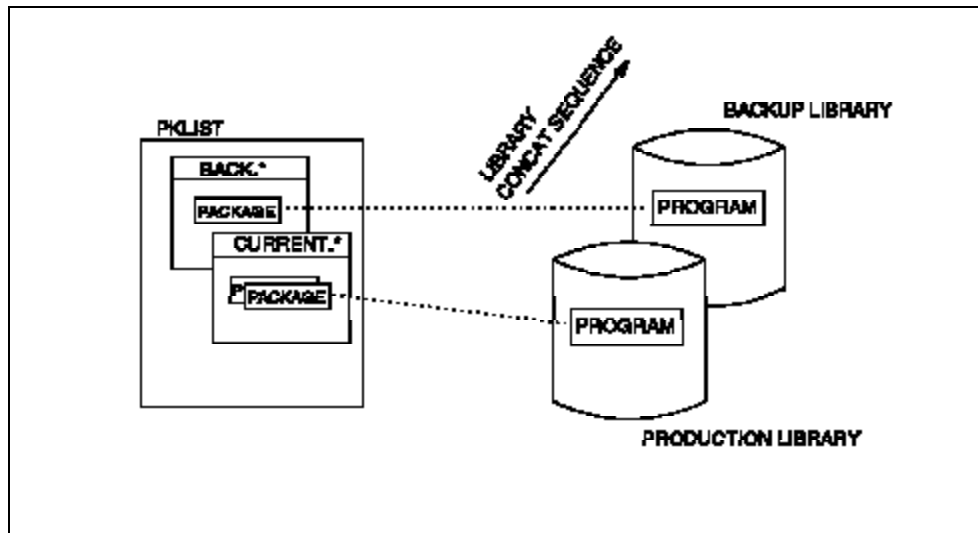 LIBRARY
CONCAT SEQUENCE
BACKUP LIBRARY
PKLIST
BACK.*
PACKAGE
PROGRAM
CURRENT.*
PACKAGE
PROGRAM
PRODUCTION LIBRARY